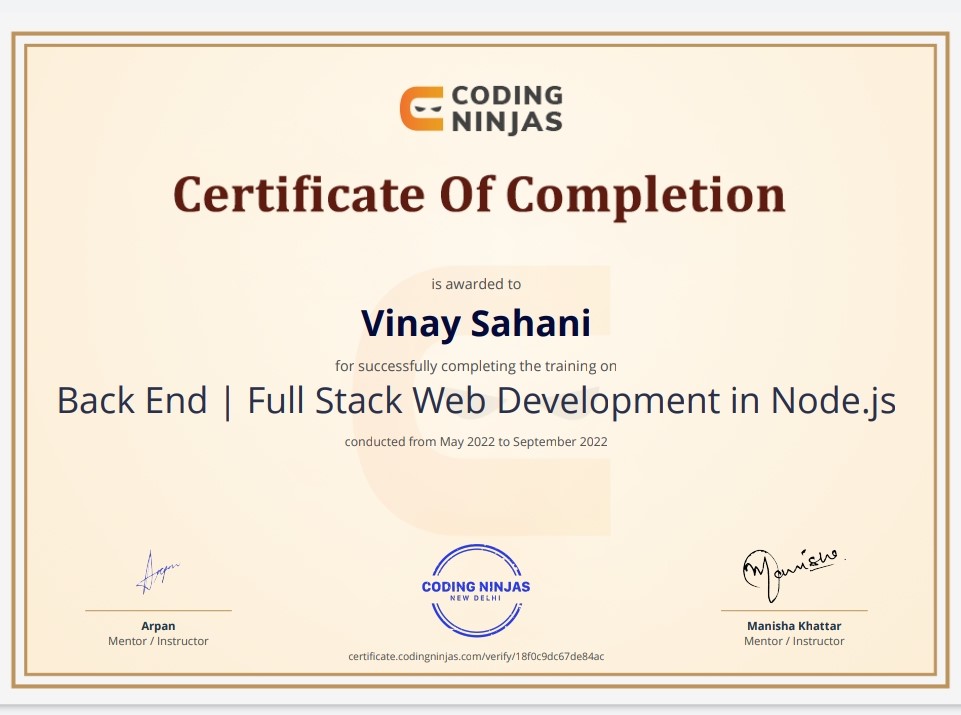 CODING
NINJAS
Certificate Of Completion
is awarded to
Vinay Sahani
for successfully completing the training on
Back End | Full Stack Web Development in Node.js
conducted from May 2022 to September 2022
Arpan
Manisha
CODING NINJAS
NEW DELHI
Arpan
Mentor / Instructor
Manisha Khattar
Mentor / Instructor
certificate.codingninjas.com/verify/18f0c9dc67de84ac